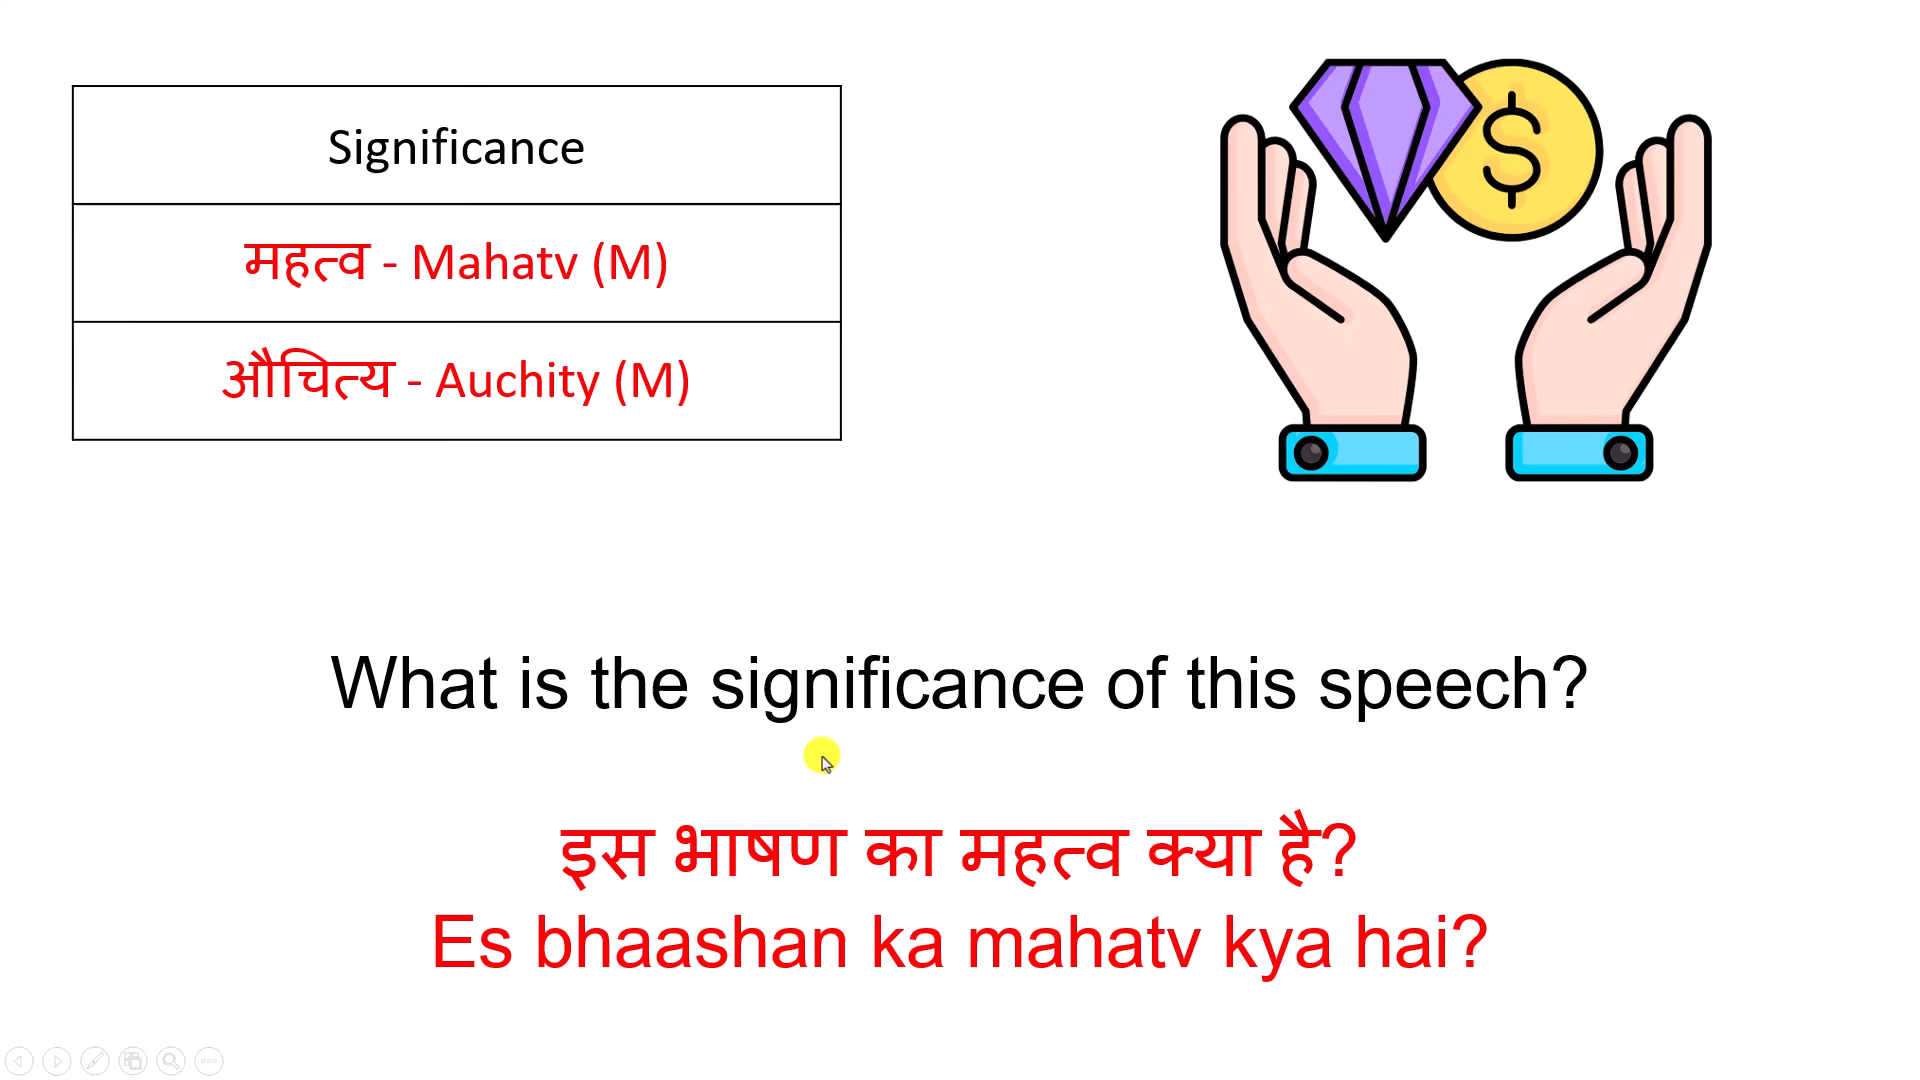 Significance
महत्व - Mahatv (M)
औचित्य - Auchity (M)
$
What is the significance of this speech?
इस भाषण का महत्व क्या है?
Es bhaashan ka mahatv kya hai?